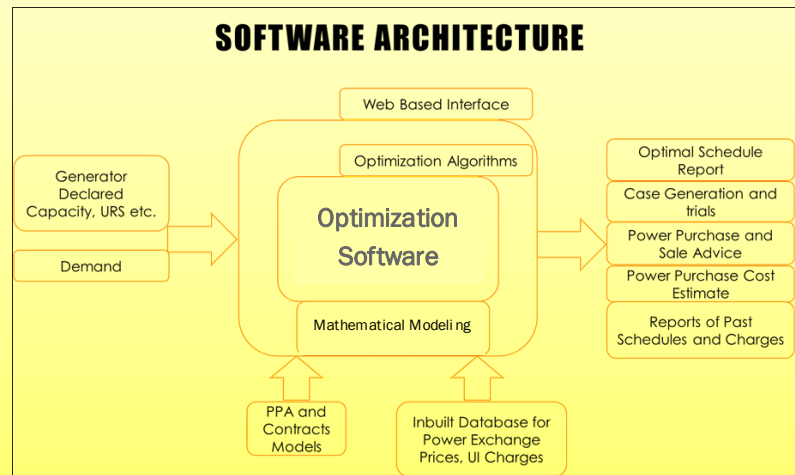 SOFTWARE ARCHITECTURE
Web Based Interface
Optimization Algorithms
Generator
Declared
Capacity, URS etc.
Demand
Optimization
Software
Mathematical Modeling
PPA and
Contracts
Models
Inbuilt Database for
Power Exchange
Prices, UI Charges
Optimal Schedule
Report
Case Generation and
trials
Power Purchase and
Sale Advice
Power Purchase Cost
Estimate
Reports of Past
Schedules and Charges